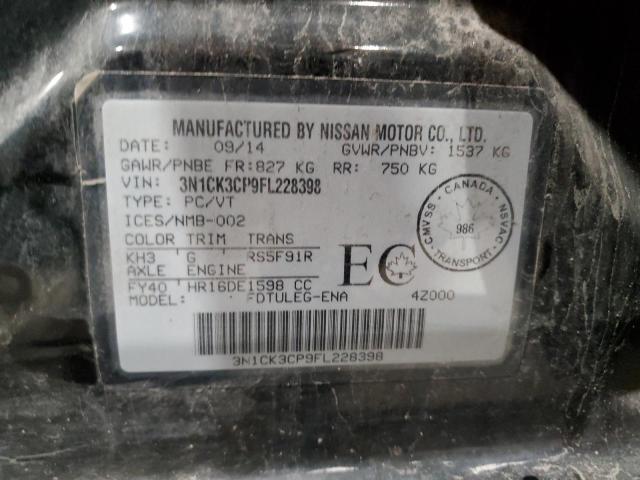 MANUFACTURED BY NISSAN MOTOR CO., LTD.
DATE: 09/14 GVWR/PNBV: 1537 KG
GAWR/PNBE FR:827 KG RR: 750 KG
VIN: 3N1CK3CP9FL228398
TYPE: PC/VT
ICES/NMB-002
COLOR TRIM TRANS
KH3 G RS5F91R
AXLE ENGINE
FY40 HR16DE1598 CC
MODEL: FDTULEG-ENA 4Z000
EC
CANADA
CMVSS
NSVAC
986
TRANSPORT
3N1CK3CP9FL228398